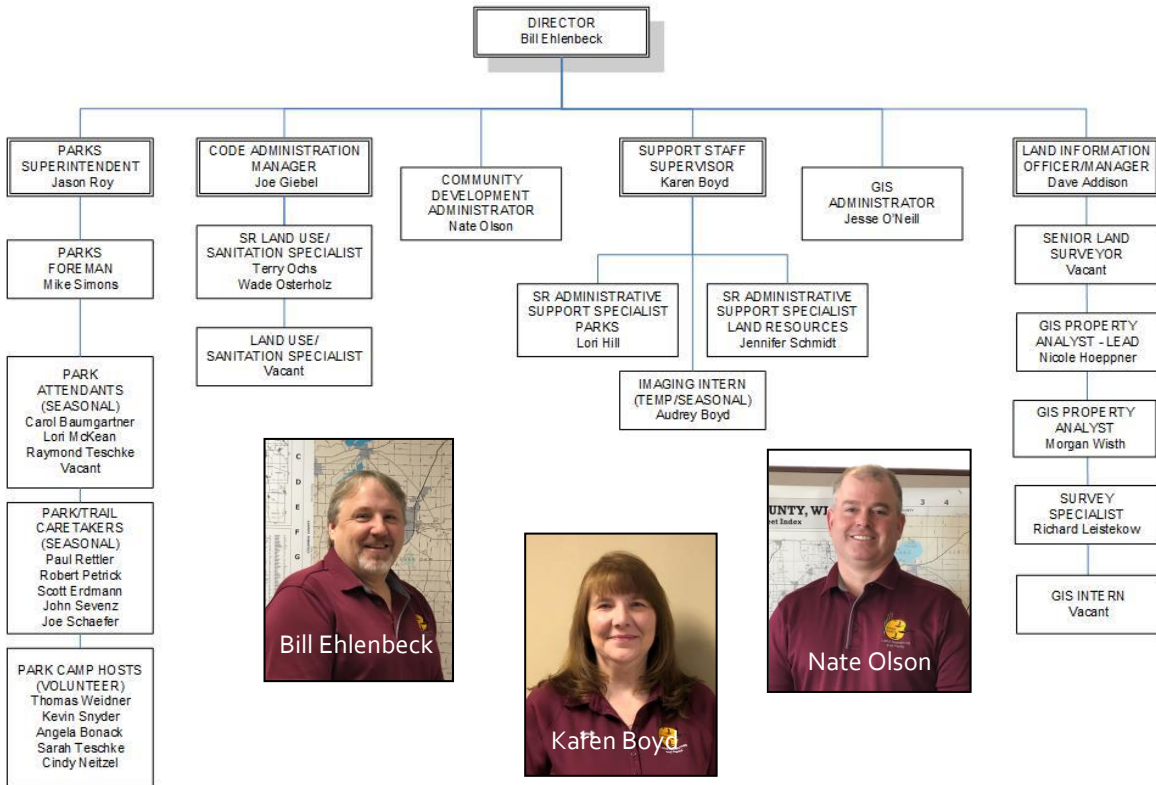 DIRECTOR
Bill Ehlenbeck
PARKS
SUPERINTENDENT
Jason Roy
CODE ADMINISTRATION
MANAGER
Joe Giebel
COMMUNITY
DEVELOPMENT
ADMINISTRATOR
Nate Olson
SUPPORT STAFF
SUPERVISOR
Karen Boyd
GIS
ADMINISTRATOR
Jesse O'Neill
LAND INFORMATION
OFFICER/MANAGER
Dave Addison
PARKS
FOREMAN
Mike Simons
SR LAND USE/
SANITATION SPECIALIST
Terry Ochs
Wade Osterholz
SENIOR LAND
SURVEYOR
Vacant
SR ADMINISTRATIVE
SUPPORT SPECIALIST
PARKS
Lori Hill
SR ADMINISTRATIVE
SUPPORT SPECIALIST
LAND RESOURCES
Jennifer Schmidt
GIS PROPERTY
ANALYST - LEAD
Nicole Hoeppner
LAND USE/
SANITATION SPECIALIST
Vacant
PARK
ATTENDANTS
(SEASONAL)
Carol Baumgartner
Lori McKean
Raymond Teschke
Vacant
IMAGING INTERN
(TEMP/SEASONAL)
Audrey Boyd
GIS PROPERTY
ANALYST
Morgan Wisth
PARK/TRAIL
CARETAKERS
(SEASONAL)
Paul Rettler
Robert Petrick
Scott Erdmann
John Sevenz
Joe Schaefer
SURVEY
SPECIALIST
Richard Leistekow
GIS INTERN
Vacant
PARK CAMP HOSTS
(VOLUNTEER)
Thomas Weidner
Kevin Snyder
Angela Bonack
Sarah Teschke
Cindy Neitzel
C
D
E
F
G
Bill Ehlenbeck
Karen Boyd
OUNTY, WI
eet Index
3 4
Nate Olson